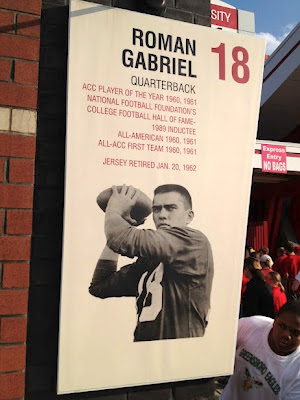 ROMAN
GABRIEL
18
QUARTERBACK
ACC PLAYER OF THE YEAR 1960, 1961
NATIONAL FOOTBALL FOUNDATION'S
COLLEGE FOOTBALL HALL OF FAME-
1989 INDUCTEE
ALL-AMERICAN 1960, 1961
ALL-ACC FIRST TEAM 1960, 1961
JERSEY RETIRED JAN. 20, 1962
Express
Entry
NO BAGS
GREENSBORO EAGLES